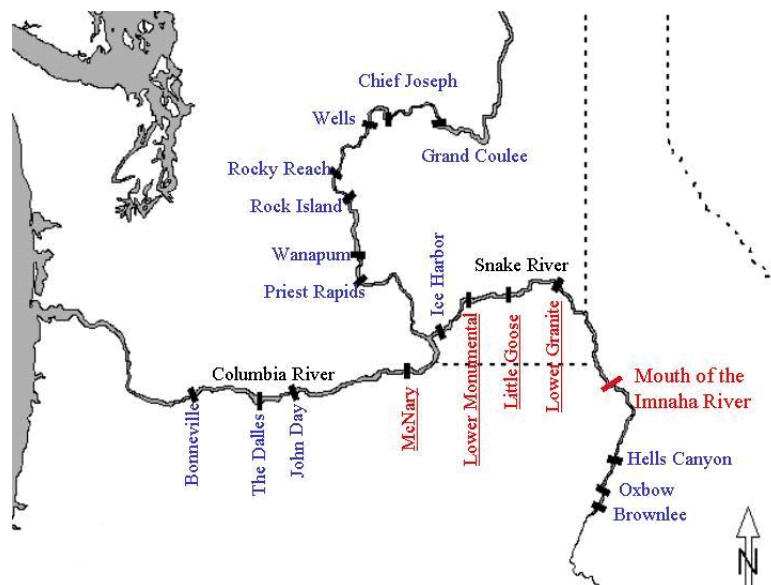 Chief Joseph
Wells
Grand Coulee
Rocky Reach
Rock Island
Wanapum
Priest Rapids
Ice Harbor
Snake River
Lower Monumental
Little Goose
Lower Granite
Columbia River
McNary
Mouth of the
Imnaha River
Bonneville
The Dalles
John Day
Hells Canyon
Oxbow
Brownlee
N